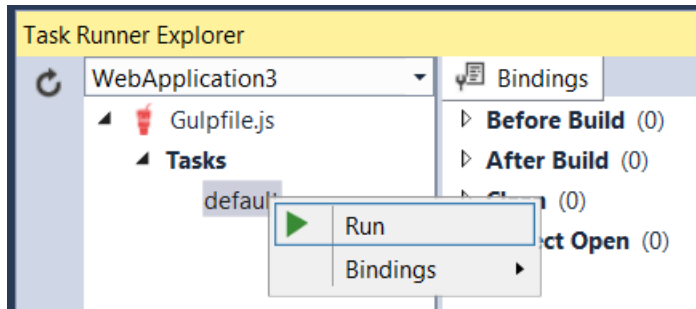 Task Runner Explorer
WebApplication3
Gulpfile.js
Tasks
default
Run
Bindings
Bindings
Before Build (0)
After Build (0)
(0)
Open (0)